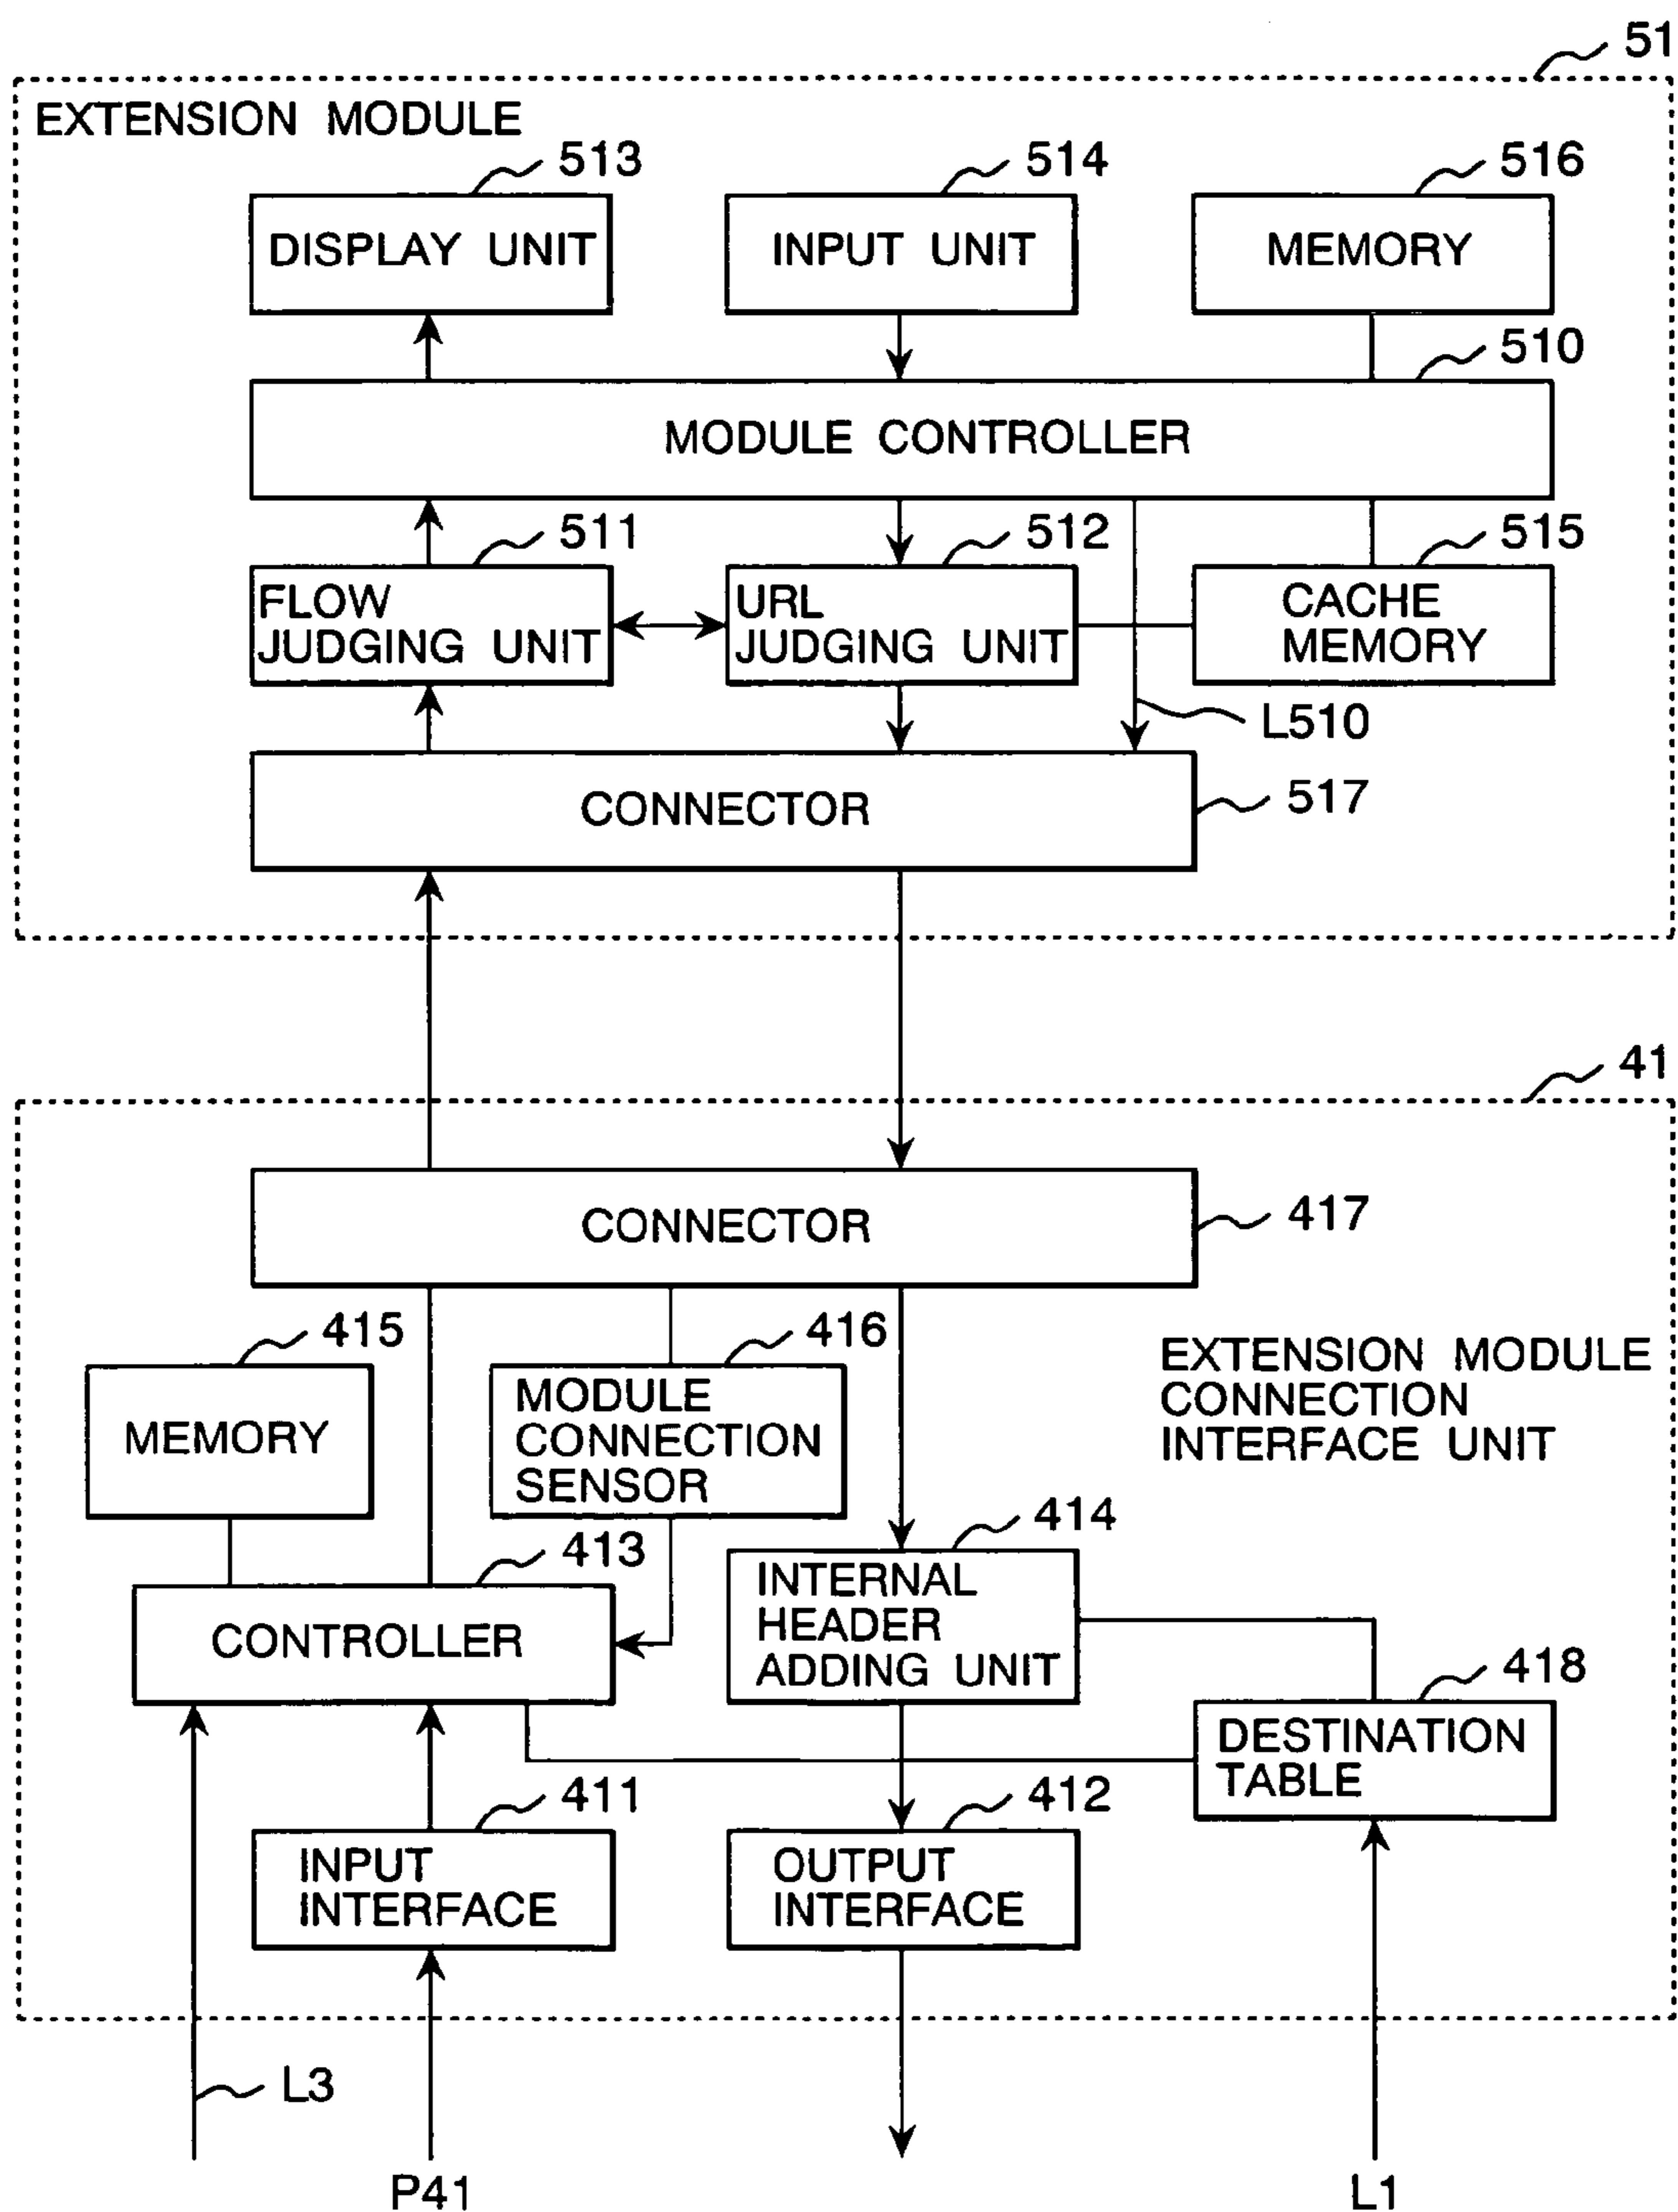 51
EXTENSION MODULE
513
514
516
DISPLAY UNIT
INPUT UNIT
MEMORY
510
MODULE CONTROLLER
511
512
515
FLOW
JUDGING UNIT
URL
JUDGING UNIT
CACHE
MEMORY
L510
CONNECTOR
517
41
CONNECTOR
417
415
416
EXTENSION MODULE
CONNECTION
INTERFACE UNIT
MEMORY
MODULE
CONNECTION
SENSOR
413
414
CONTROLLER
INTERNAL
HEADER
ADDING UNIT
418
DESTINATION
TABLE
411
412
INPUT
INTERFACE
OUTPUT
INTERFACE
L3
P41
L1